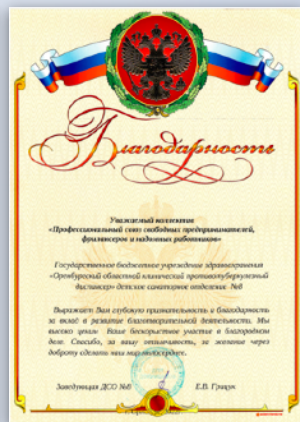 Благодарность
Уважаемый коллектив
«Профессиональный союз свободных предпринимателей,
фрилансеров и надомных работников»
Государственное бюджетное учреждение здравоохранения
«Оренбургский областной клинический противотуберкулезный
диспансер» детское санаторное отделение №8
Выражает Вам глубокую признательность и благодарность
за вклад в развитие благотворительной деятельности. Мы
высоко ценим Ваше бескорыстное участие в благородном
деле. Спасибо, за вашу отзывчивость, за желание через
доброту сделать наш мир милосерднее.
Заведующая ДСО №8 Е.В. Грицук